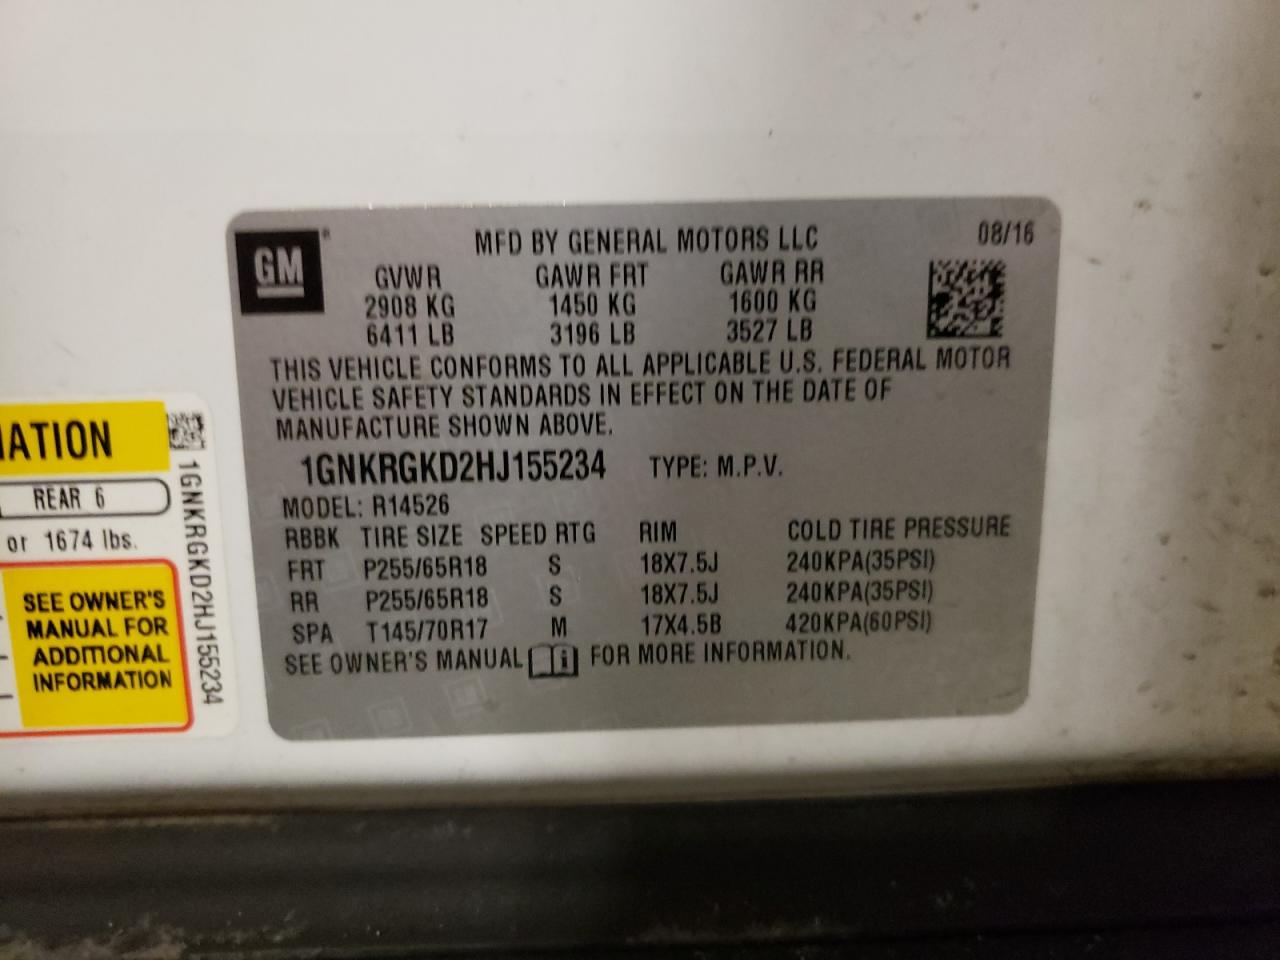 GM®
MFD BY GENERAL MOTORS LLC 08/16
GVWR GAWR FRT GAWR RR
2908 KG 1450 KG 1600 KG
6411 LB 3196 LB 3527 LB
THIS VEHICLE CONFORMS TO ALL APPLICABLE U.S. FEDERAL MOTOR
VEHICLE SAFETY STANDARDS IN EFFECT ON THE DATE OF
MANUFACTURE SHOWN ABOVE.
1GNKRGKD2HJ155234 TYPE: M.P.V.
MODEL: R14526
RBBK TIRE SIZE SPEED RTG RIM COLD TIRE PRESSURE
FRT P255/65R18 S 18X7.5J 240KPA(35PSI)
RR P255/65R18 S 18X7.5J 240KPA(35PSI)
SPA T145/70R17 M 17X4.5B 420KPA(60PSI)
SEE OWNER'S MANUAL i FOR MORE INFORMATION.
REAR 6
or 1674 lbs.
SEE OWNER'S
MANUAL FOR
ADDITIONAL
INFORMATION
1GNKRGKD2HJ155234